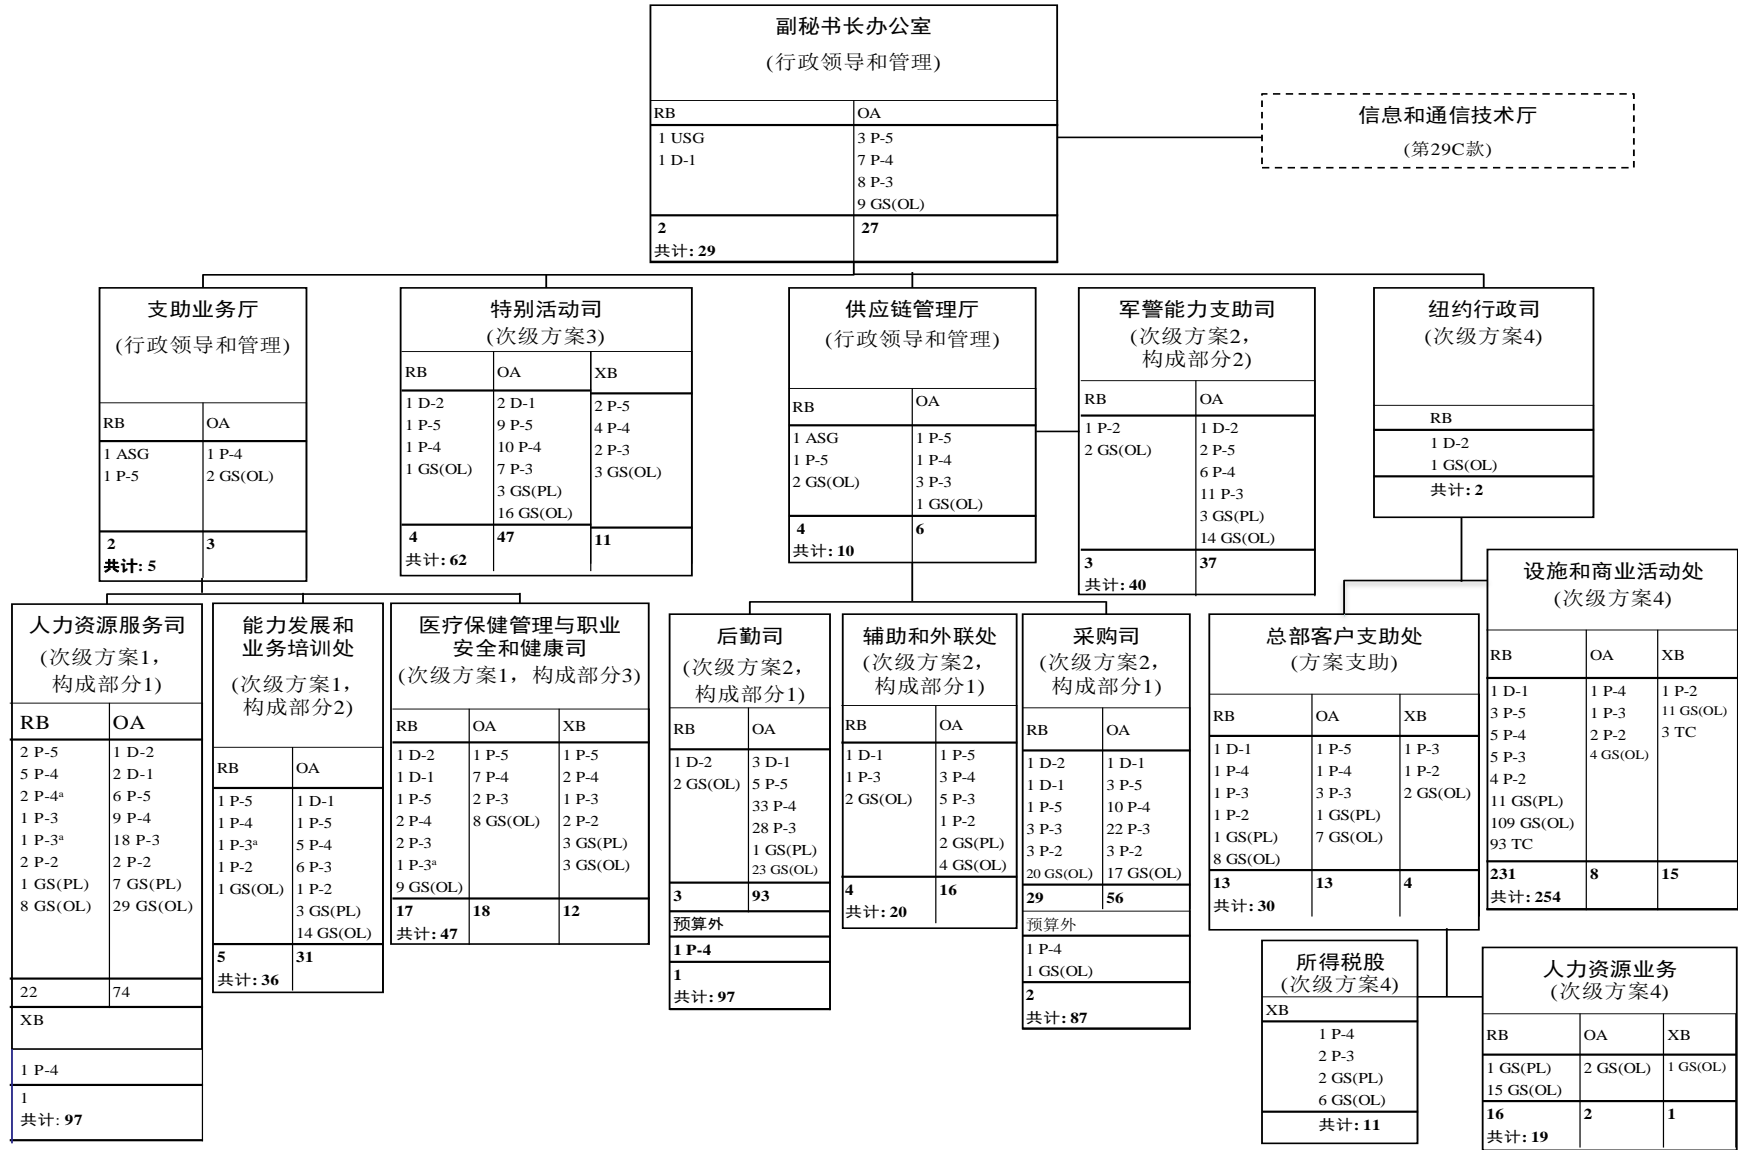 副秘书长办公室
(行政领导和管理)
RB
OA
1 USG
1 D-1
3 P-5
7 P-4
8 P-3
9 GS(OL)
2
27
共计: 29
信息和通信技术厅
(第29C款)
支助业务厅
(行政领导和管理)
RB
OA
1 ASG
1 P-5
1 P-4
2 GS(OL)
2
3
共计: 5
特别活动司
(次级方案3)
RB
OA
XB
1 D-2
1 P-5
1 P-4
1 GS(OL)
2 D-1
9 P-5
10 P-4
7 P-3
3 GS(PL)
16 GS(OL)
2 P-5
4 P-4
2 P-3
3 GS(OL)
4
47
11
共计: 62
供应链管理厅
(行政领导和管理)
RB
OA
1 ASG
1 P-5
2 GS(OL)
1 P-5
1 P-4
3 P-3
1 GS(OL)
4
6
共计: 10
军警能力支助司
(次级方案2,
构成部分2)
RB
OA
1 P-2
2 GS(OL)
1 D-2
2 P-5
6 P-4
11 P-3
3 GS(PL)
14 GS(OL)
3
37
共计: 40
纽约行政司
(次级方案4)
RB
1 D-2
1 GS(OL)
共计: 2
人力资源服务司
(次级方案1,
构成部分1)
RB
OA
2 P-5
5 P-4
2 P-4ᵃ
1 P-3
1 P-3ᵃ
2 P-2
1 GS(PL)
8 GS(OL)
1 D-2
2 D-1
6 P-5
9 P-4
18 P-3
2 P-2
7 GS(PL)
29 GS(OL)
22
74
XB
1 P-4
1
共计: 97
能力发展和
业务培训处
(次级方案1,
构成部分2)
RB
OA
1 P-5
1 P-4
1 P-3ᵃ
1 P-2
1 GS(OL)
1 D-1
1 P-5
5 P-4
6 P-3
1 P-2
3 GS(PL)
14 GS(OL)
5
31
共计: 36
医疗保健管理与职业
安全和健康司
(次级方案1, 构成部分3)
RB
OA
XB
1 D-2
1 D-1
1 P-5
2 P-4
2 P-3
1 P-3ᵃ
9 GS(OL)
1 P-5
7 P-4
2 P-3
8 GS(OL)
1 P-5
2 P-4
1 P-3
2 P-2
3 GS(PL)
3 GS(OL)
17
18
12
共计: 47
后勤司
(次级方案2,
构成部分1)
RB
OA
1 D-2
2 GS(OL)
3 D-1
5 P-5
33 P-4
28 P-3
1 GS(PL)
23 GS(OL)
3
93
预算外
1 P-4
1
共计: 97
辅助和外联处
(次级方案2,
构成部分1)
RB
OA
1 D-1
1 P-3
2 GS(OL)
1 P-5
3 P-4
5 P-3
1 P-2
2 GS(PL)
4 GS(OL)
4
16
共计: 20
采购司
(次级方案2,
构成部分1)
RB
OA
1 D-2
1 D-1
1 P-5
3 P-3
3 P-2
20 GS(OL)
1 D-1
3 P-5
10 P-4
22 P-3
3 P-2
17 GS(OL)
29
56
预算外
1 P-4
1 GS(OL)
2
共计: 87
总部客户支助处
(方案支助)
RB
OA
XB
1 D-1
1 P-4
1 P-3
1 P-2
1 GS(PL)
8 GS(OL)
1 P-5
1 P-4
3 P-3
1 GS(PL)
7 GS(OL)
1 P-3
1 P-2
2 GS(OL)
13
13
4
共计: 30
设施和商业活动处
(次级方案4)
RB
OA
XB
1 D-1
3 P-5
5 P-4
5 P-3
4 P-2
11 GS(PL)
109 GS(OL)
93 TC
1 P-4
1 P-3
2 P-2
4 GS(OL)
1 P-2
11 GS(OL)
3 TC
231
8
15
共计: 254
所得税股
(次级方案4)
XB
1 P-4
2 P-3
2 GS(PL)
6 GS(OL)
共计: 11
人力资源业务
(次级方案4)
RB
OA
XB
1 GS(PL)
15 GS(OL)
2 GS(OL)
1 GS(OL)
16
2
1
共计: 19